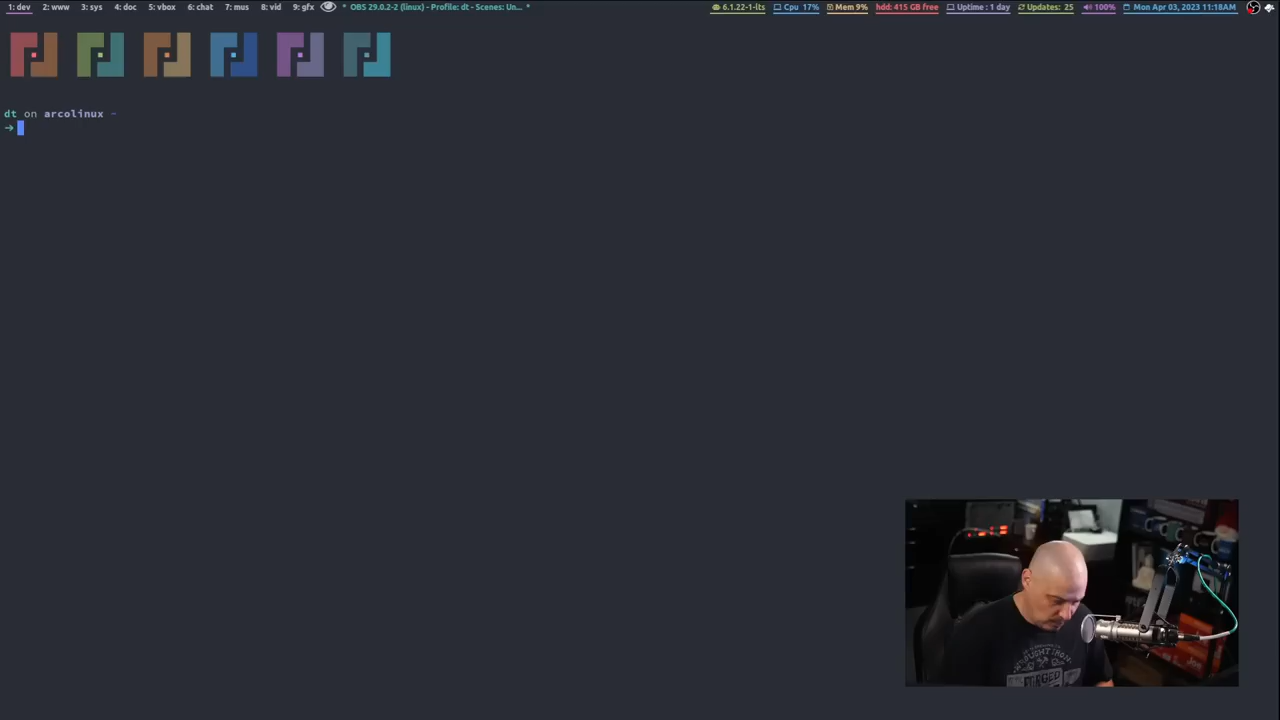 1: dev 2: www 3: sys 4: doc 5: vbox 6: chat 7: mus 8: vid 9: gfx * OBS 29.0.2-2 (linux) - Profile: dt - Scenes: Un... * 6.1.22-1-lts Cpu 17% Mem 9% hdd: 415 GB free Uptime : 1 day Updates: 25 100% Mon Apr 03, 2023 11:18AM
dt on arcolinux ~
→
FORGED